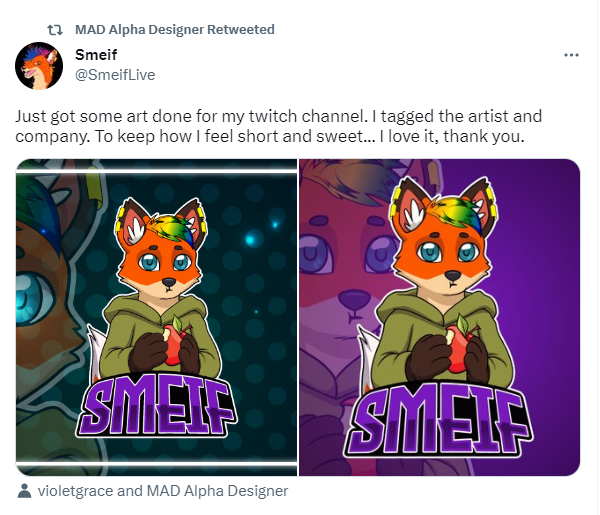 MAD Alpha Designer Retweeted
Smeif
@SmeifLive
Just got some art done for my twitch channel. I tagged the artist and
company. To keep how I feel short and sweet... I love it, thank you.
SMEIF
SMEIF
violetgrace and MAD Alpha Designer